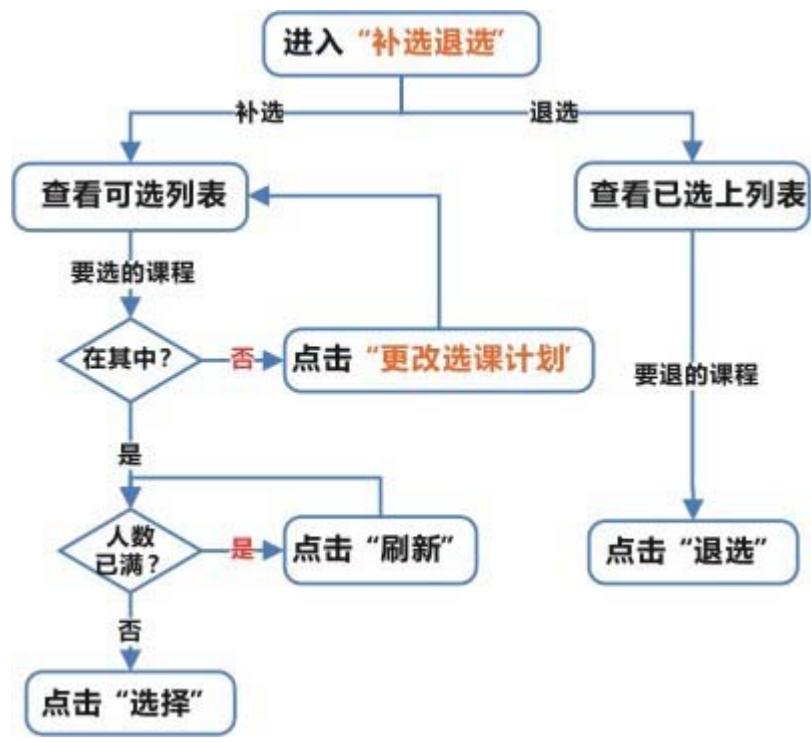 进入“补选退选”
补选
退选
查看可选列表
查看已选上列表
要选的课程
在其中？
否
点击“更改选课计划”
要退的课程
是
人数
已满？
是
点击“刷新”
点击“退选”
否
点击“选择”